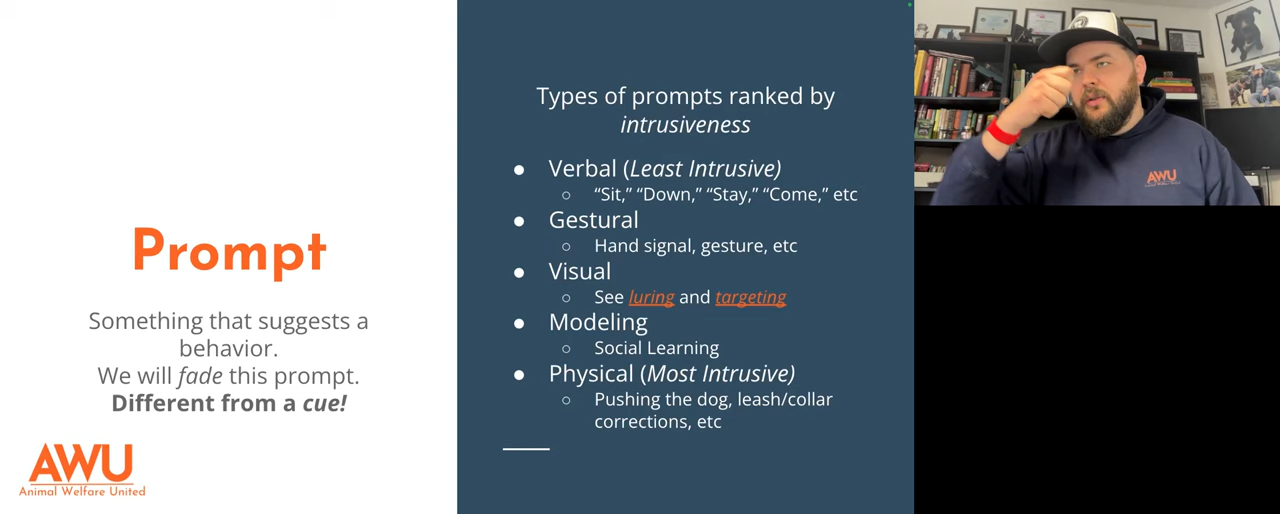 Prompt
Something that suggests a
behavior.
We will fade this prompt.
Different from a cue!
AWU
Animal Welfare United
Types of prompts ranked by
intrusiveness
● Verbal (Least Intrusive)
○ “Sit,” “Down,” “Stay,” “Come,” etc
● Gestural
○ Hand signal, gesture, etc
● Visual
○ See luring and targeting
● Modeling
○ Social Learning
● Physical (Most Intrusive)
○ Pushing the dog, leash/collar
corrections, etc
AWU